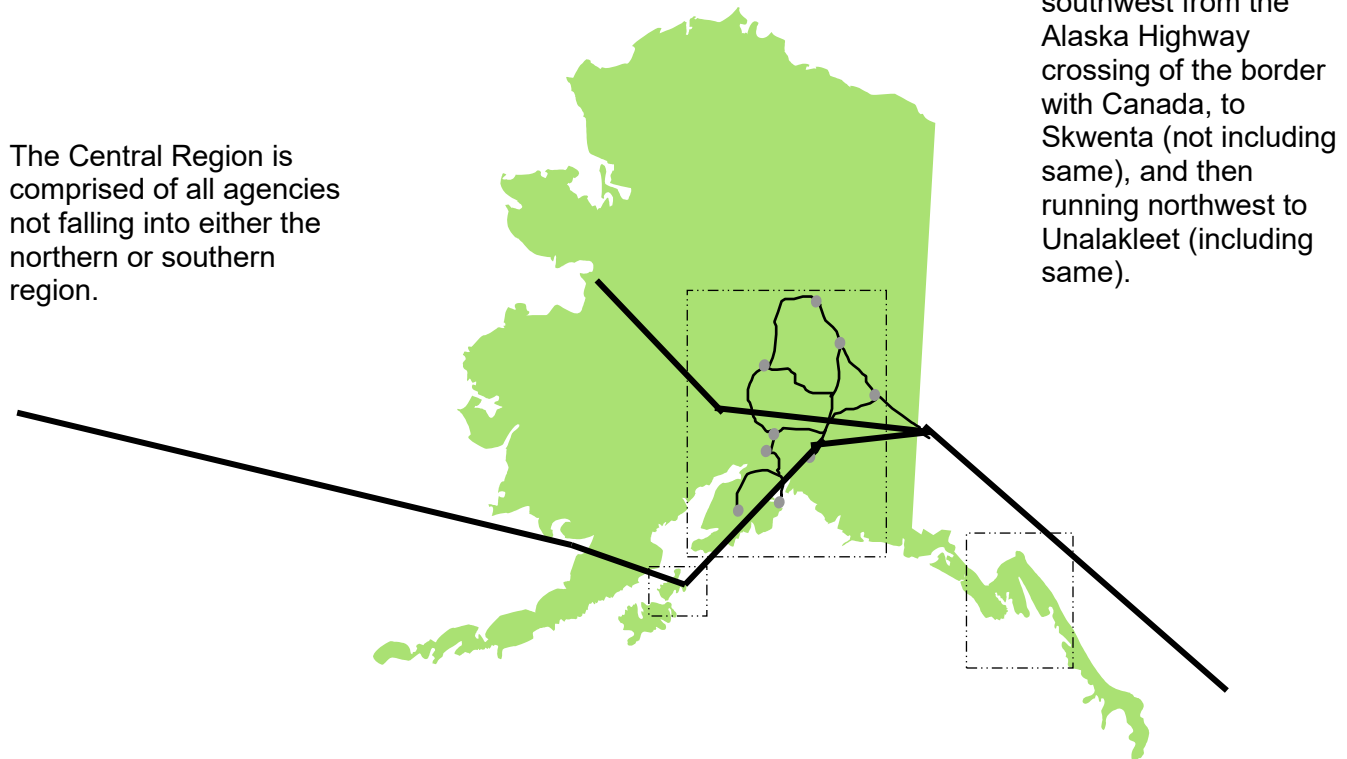 The Central Region is
comprised of all agencies
not falling into either the
northern or southern
region.
southwest from the
Alaska Highway
crossing of the border
with Canada, to
Skwenta (not including
same), and then
running northwest to
Unalakleet (including
same).